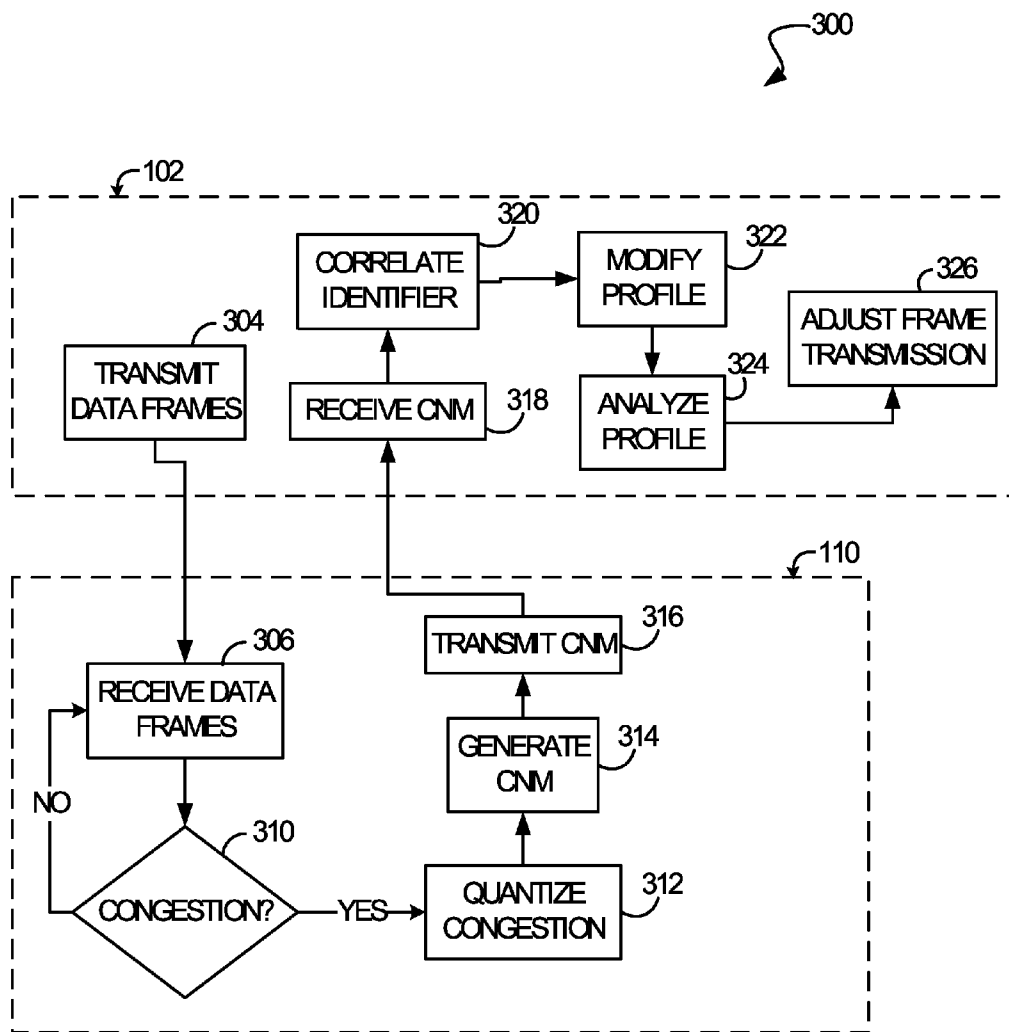 300
102
320
CORRELATE
IDENTIFIER
322
MODIFY
PROFILE
326
ADJUST FRAME
TRANSMISSION
304
TRANSMIT
DATA FRAMES
318
RECEIVE CNM
324
ANALYZE
PROFILE
110
306
RECEIVE DATA
FRAMES
316
TRANSMIT CNM
314
GENERATE
CNM
NO
310
CONGESTION?
YES
312
QUANTIZE
CONGESTION